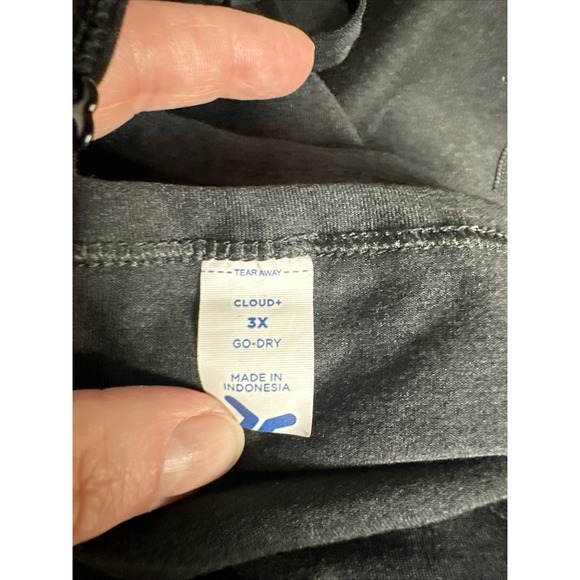 TEAR AWAY
CLOUD+
3X
GO-DRY
MADE IN
INDONESIA